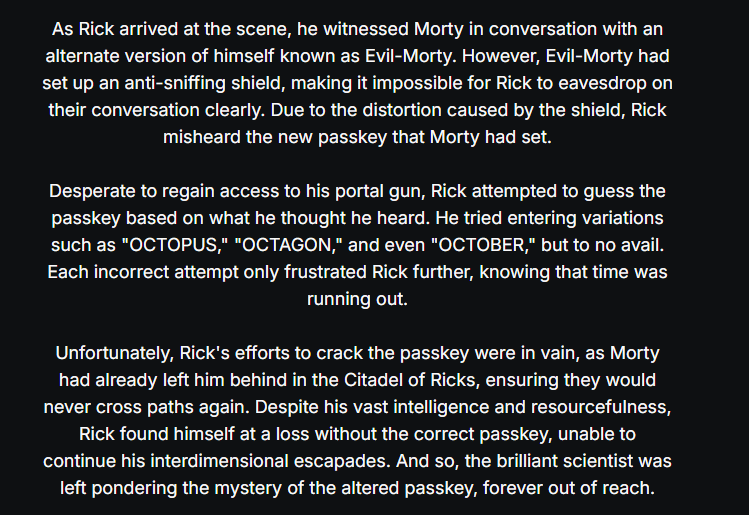 As Rick arrived at the scene, he witnessed Morty in conversation with an
alternate version of himself known as Evil-Morty. However, Evil-Morty had
set up an anti-sniffing shield, making it impossible for Rick to eavesdrop on
their conversation clearly. Due to the distortion caused by the shield, Rick
misheard the new passkey that Morty had set.
Desperate to regain access to his portal gun, Rick attempted to guess the
passkey based on what he thought he heard. He tried entering variations
such as "OCTOPUS," "OCTAGON," and even "OCTOBER," but to no avail.
Each incorrect attempt only frustrated Rick further, knowing that time was
running out.
Unfortunately, Rick's efforts to crack the passkey were in vain, as Morty
had already left him behind in the Citadel of Ricks, ensuring they would
never cross paths again. Despite his vast intelligence and resourcefulness,
Rick found himself at a loss without the correct passkey, unable to
continue his interdimensional escapades. And so, the brilliant scientist was
left pondering the mystery of the altered passkey, forever out of reach.